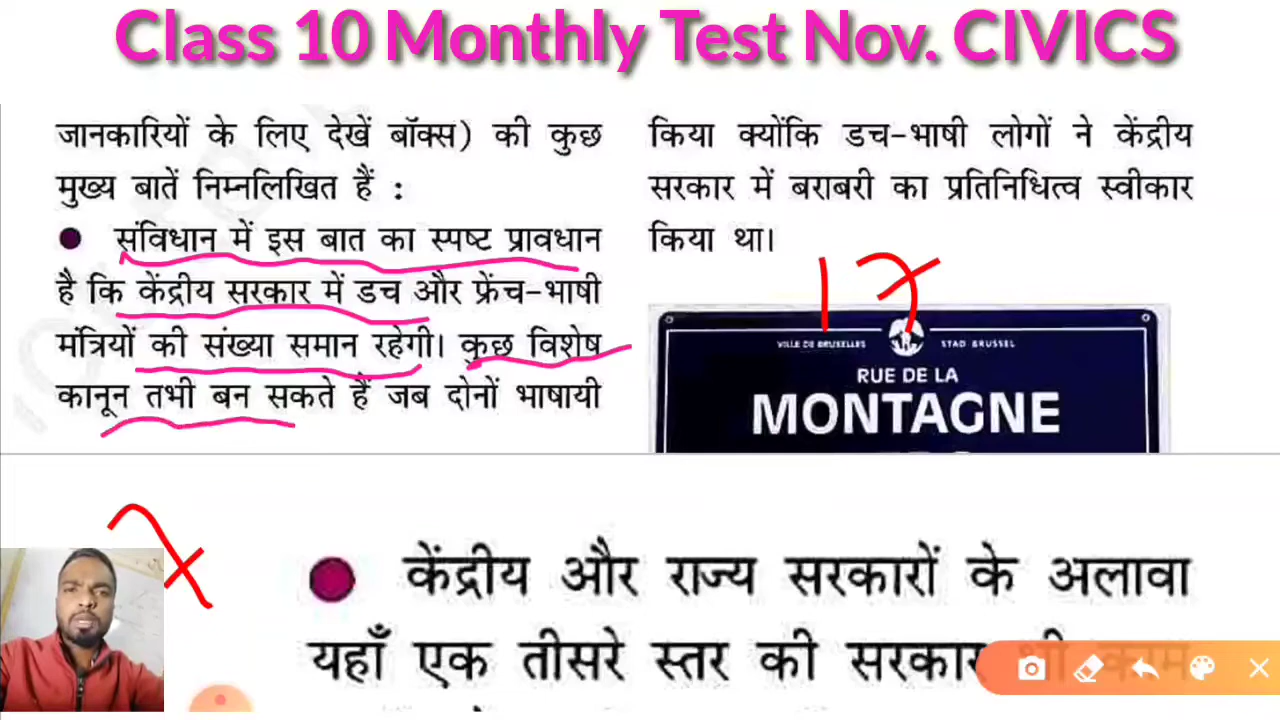 Class 10 Monthly Test Nov. CIVICS
जानकारियों के लिए देखें बॉक्स) की कुछ
मुख्य बातें निम्नलिखित हैं :
● संविधान में इस बात का स्पष्ट प्रावधान
है कि केंद्रीय सरकार में डच और फ्रेंच-भाषी
मंत्रियों की संख्या समान रहेगी। कुछ विशेष
कानून तभी बन सकते हैं जब दोनों भाषायी
किया क्योंकि डच-भाषी लोगों ने केंद्रीय
सरकार में बराबरी का प्रतिनिधित्व स्वीकार
किया था।
VILLE DE BRUXELLES STAD BRUSSEL
RUE DE LA
MONTAGNE
● केंद्रीय और राज्य सरकारों के अलावा
यहाँ एक तीसरे स्तर की सरकार भी काम